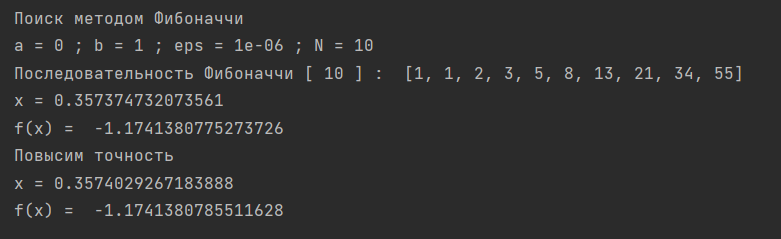 Поиск методом Фибоначчи
a = 0 ; b = 1 ; eps = 1e-06 ; N = 10
Последовательность Фибоначчи [ 10 ] :  [1, 1, 2, 3, 5, 8, 13, 21, 34, 55]
x = 0.357374732073561
f(x) =  -1.1741380775273726
Повысим точность
x = 0.3574029267183888
f(x) =  -1.1741380785511628